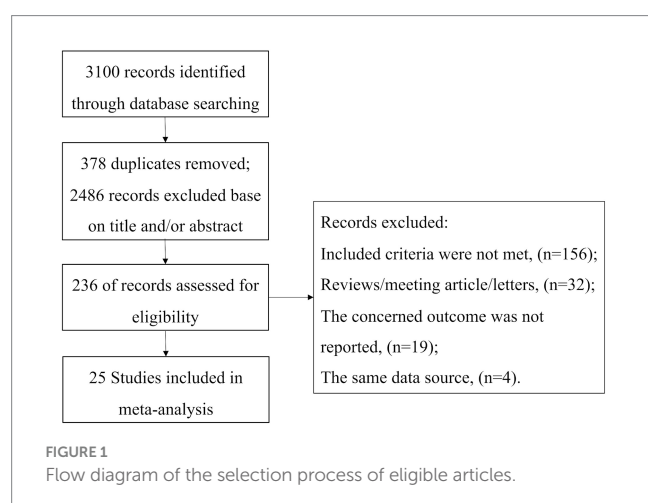 3100 records identified
through database searching
378 duplicates removed;
2486 records excluded base
on title and/or abstract
236 of records assessed for
eligibility
Records excluded:
Included criteria were not met, (n=156);
Reviews/meeting article/letters, (n=32);
The concerned outcome was not
reported, (n=19);
The same data source, (n=4).
25 Studies included in
meta-analysis
FIGURE 1
Flow diagram of the selection process of eligible articles.